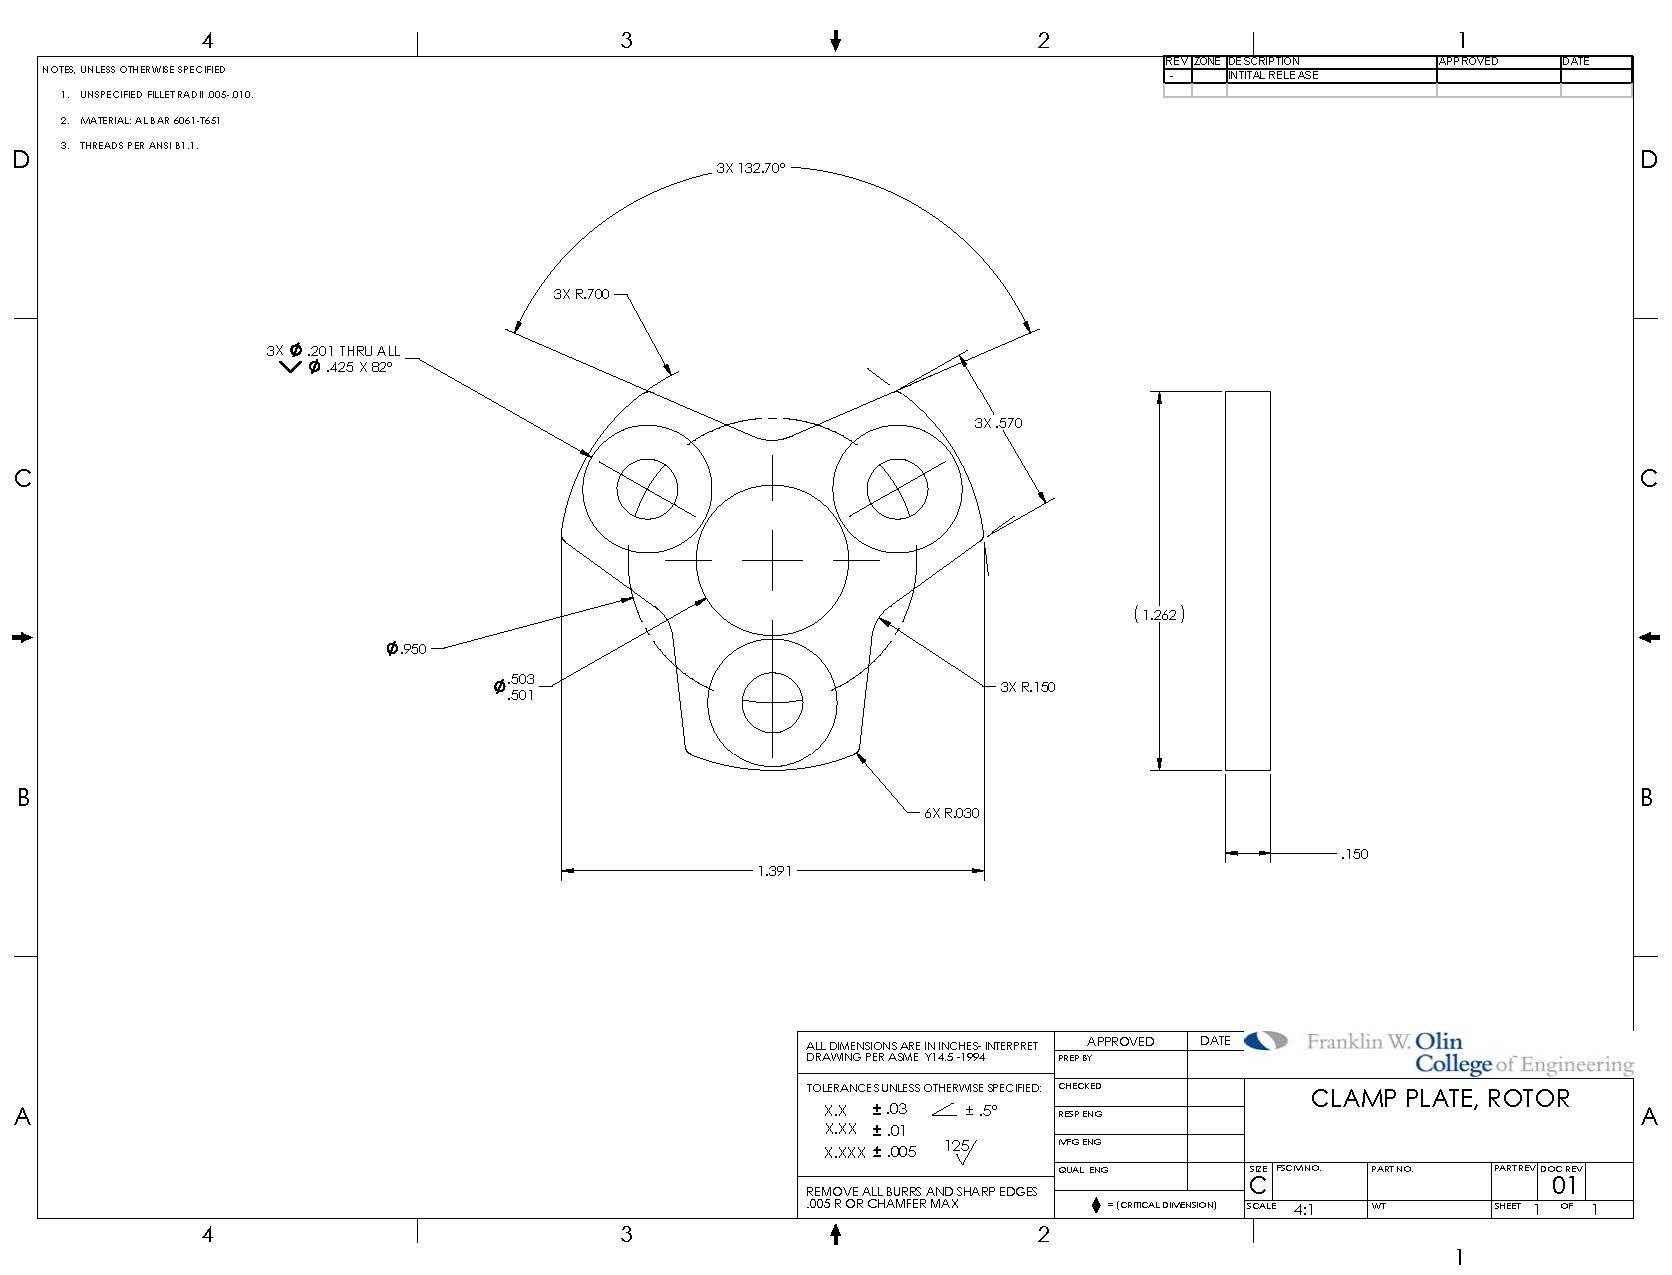 4 3 2 1
NOTES, UNLESS OTHERWISE SPECIFIED
1. UNSPECIFIED FILLET RADII .005-.010.
2. MATERIAL: AL BAR 6061-T651
3. THREADS PER ANSI B1.1.
REV ZONE DESCRIPTION APPROVED DATE
- INTITAL RELEASE
D D
3X 132.70°
3X R.700
3X Ø .201 THRU ALL
⌵ Ø .425 X 82°
3X .570
C C
(1.262)
Ø.950
Ø .503
.501
3X R.150
B B
6X R.030
.150
1.391
A A
ALL DIMENSIONS ARE IN INCHES- INTERPRET
DRAWING PER ASME Y14.5 -1994
TOLERANCES UNLESS OTHERWISE SPECIFIED:
X.X ± .03 ∠ ± .5°
X.XX ± .01
X.XXX ± .005 125/
REMOVE ALL BURRS AND SHARP EDGES
.005 R OR CHAMFER MAX
APPROVED DATE
PREP BY
CHECKED
RESP ENG
MFG ENG
QUAL ENG
= (CRITICAL DIMENSION)
Franklin W. Olin
College of Engineering
CLAMP PLATE, ROTOR
SIZE FSCM NO. PART NO. PART REV DOC REV
C 01
SCALE 4:1 WT SHEET 1 OF 1
4 3 2 1